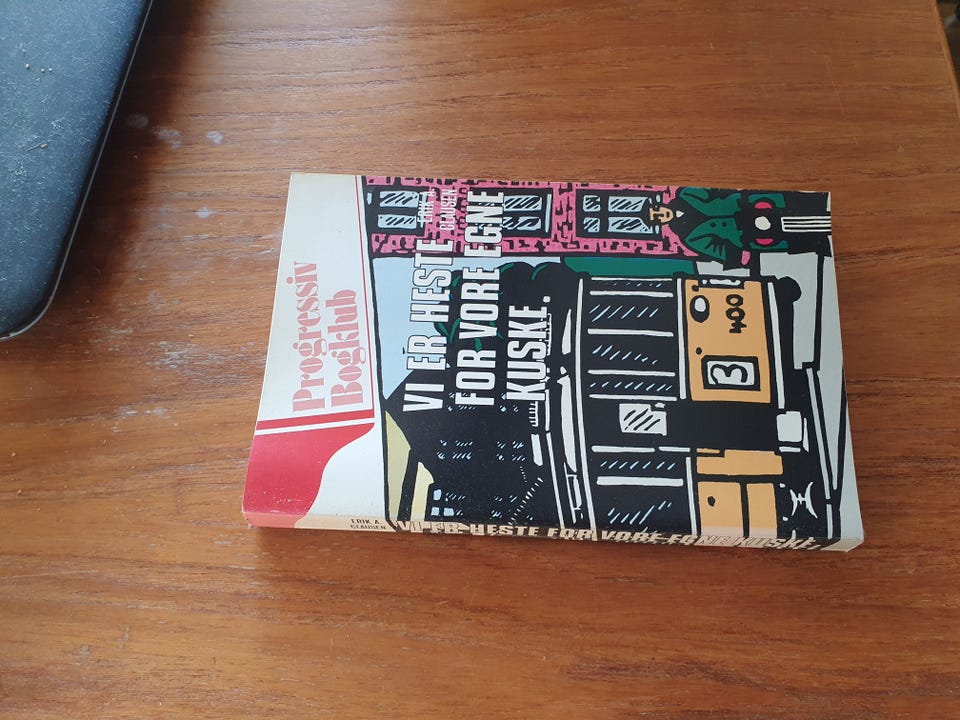 Progressiv
Bogklub
ERIK A.
CLAUSEN
VI ER HESTE
FOR VORE EGNE
KUSKE.
3
ERIK A.
CLAUSEN
VI ER HESTE FOR VORE EGNE KUSKE.